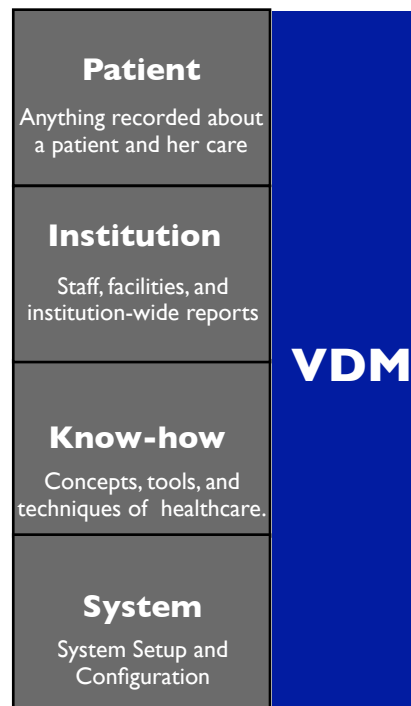 Patient
Anything recorded about
a patient and her care
Institution
Staff, facilities, and
institution-wide reports
VDM
Know-how
Concepts, tools, and
techniques of healthcare.
System
System Setup and
Configuration